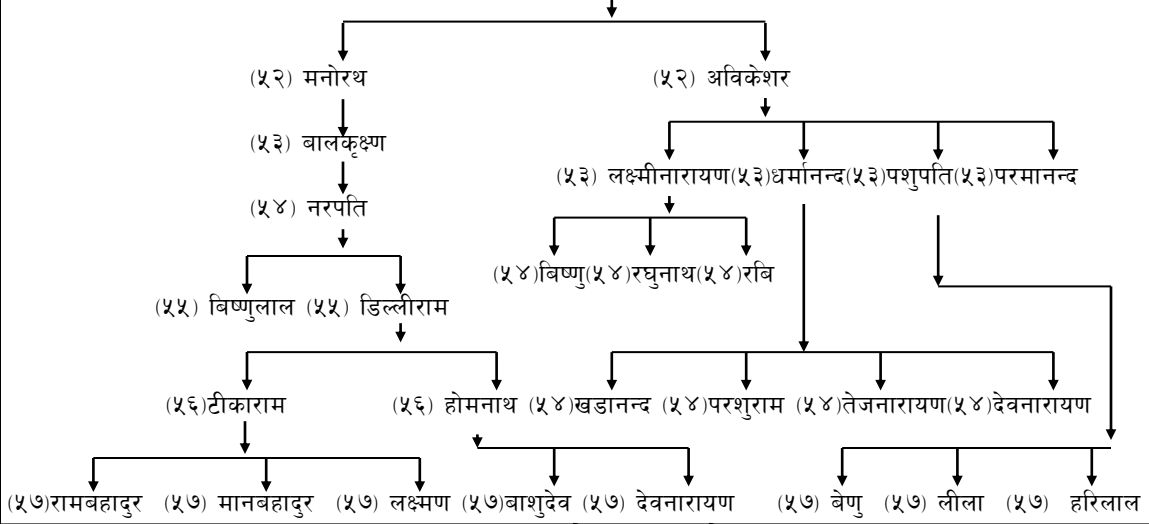 (५२) मनोरथ (५२) अविकेशर
(५३) बालकृक्ष्ण
(५३) लक्ष्मीनारायण(५३)धर्मानन्द(५३)पशुपति(५३)परमानन्द
(५४) नरपति
(५४)बिष्णु(५४)रघुनाथ(५४)रबि
(५५) बिष्णुलाल (५५) डिल्लीराम
(५६)टीकाराम (५६) होमनाथ (५४)खडानन्द (५४)परशुराम (५४)तेजनारायण(५४)देवनारायण
(५७)रामबहादुर (५७) मानबहादुर (५७) लक्ष्मण (५७)बाशुदेव (५७) देवनारायण (५७) बेणु (५७) लीला (५७) हरिलाल